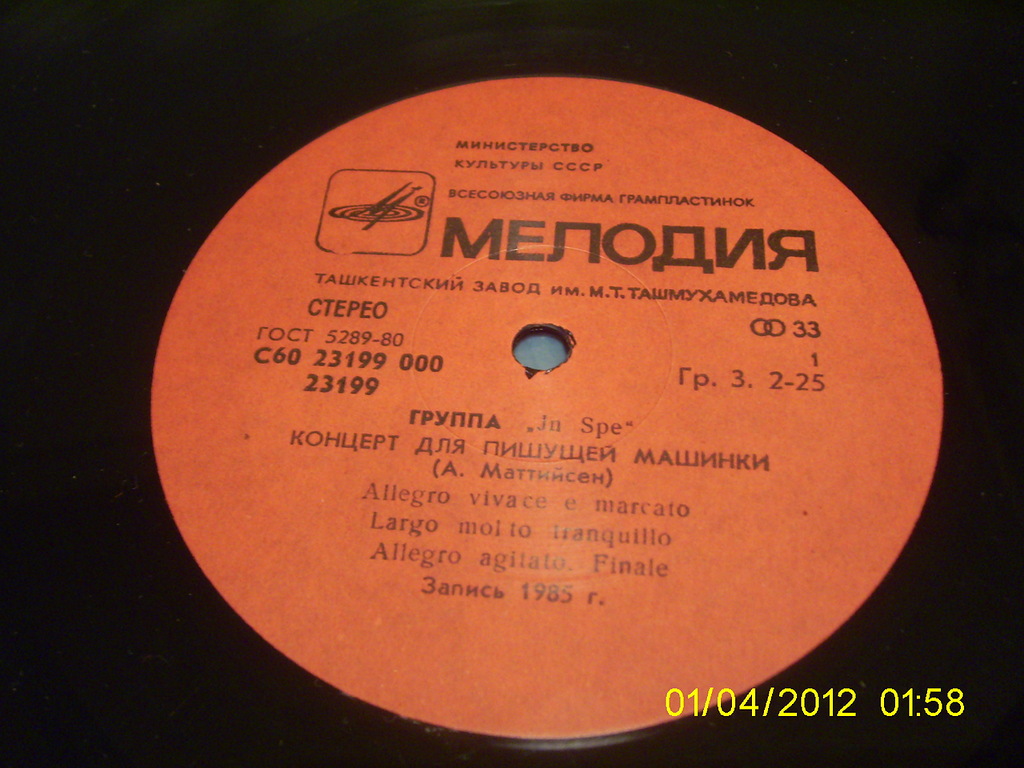 МИНИСТЕРСТВО
КУЛЬТУРЫ СССР
ВСЕСОЮЗНАЯ ФИРМА ГРАМПЛАСТИНОК
®
МЕЛОДИЯ
ТАШКЕНТСКИЙ ЗАВОД ИМ. М.Т. ТАШМУХАМЕДОВА
СТЕРЕО
33
ГОСТ 5289-80
1
С60 23199 000
Гр. 3. 2-25
23199
ГРУППА „Jn Spe“
КОНЦЕРТ ДЛЯ ПИШУЩЕЙ МАШИНКИ
(А. Маттийсен)
Allegro vivace e marcato
Largo molto tranquillo
Allegro agitato. Finale
Запись 1985 г.
01/04/2012 01:58